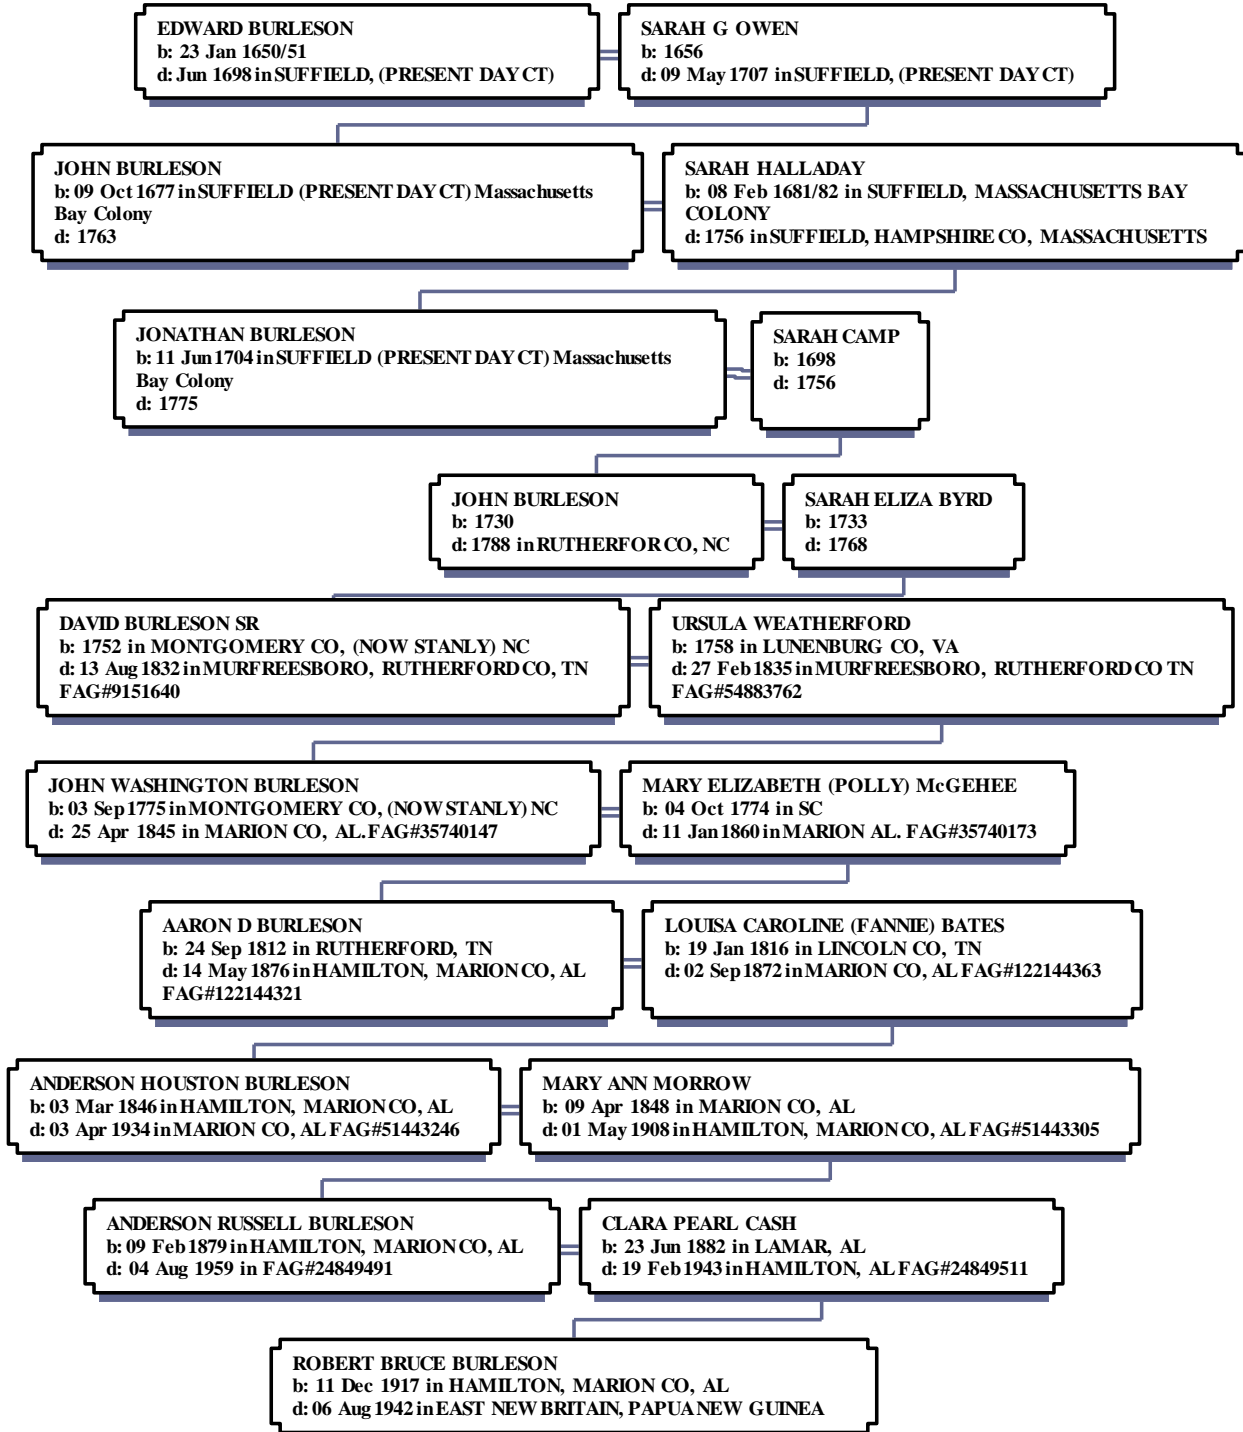 EDWARD BURLESON
b: 23 Jan 1650/51
d: Jun 1698 in SUFFIELD, (PRESENT DAY CT)
SARAH G OWEN
b: 1656
d: 09 May 1707 in SUFFIELD, (PRESENT DAY CT)
JOHN BURLESON
b: 09 Oct 1677 in SUFFIELD (PRESENT DAY CT) Massachusetts
Bay Colony
d: 1763
SARAH HALLADAY
b: 08 Feb 1681/82 in SUFFIELD, MASSACHUSETTS BAY
COLONY
d: 1756 in SUFFIELD, HAMPSHIRE CO, MASSACHUSETTS
JONATHAN BURLESON
b: 11 Jun 1704 in SUFFIELD (PRESENT DAY CT) Massachusetts
Bay Colony
d: 1775
SARAH CAMP
b: 1698
d: 1756
JOHN BURLESON
b: 1730
d: 1788 in RUTHERFOR CO, NC
SARAH ELIZA BYRD
b: 1733
d: 1768
DAVID BURLESON SR
b: 1752 in MONTGOMERY CO, (NOW STANLY) NC
d: 13 Aug 1832 in MURFREESBORO, RUTHERFORD CO, TN
FAG#9151640
URSULA WEATHERFORD
b: 1758 in LUNENBURG CO, VA
d: 27 Feb 1835 in MURFREESBORO, RUTHERFORD CO TN
FAG#54883762
JOHN WASHINGTON BURLESON
b: 03 Sep 1775 in MONTGOMERY CO, (NOW STANLY) NC
d: 25 Apr 1845 in MARION CO, AL. FAG#35740147
MARY ELIZABETH (POLLY) McGEHEE
b: 04 Oct 1774 in SC
d: 11 Jan 1860 in MARION AL. FAG#35740173
AARON D BURLESON
b: 24 Sep 1812 in RUTHERFORD, TN
d: 14 May 1876 in HAMILTON, MARION CO, AL
FAG#122144321
LOUISA CAROLINE (FANNIE) BATES
b: 19 Jan 1816 in LINCOLN CO, TN
d: 02 Sep 1872 in MARION CO, AL FAG#122144363
ANDERSON HOUSTON BURLESON
b: 03 Mar 1846 in HAMILTON, MARION CO, AL
d: 03 Apr 1934 in MARION CO, AL FAG#51443246
MARY ANN MORROW
b: 09 Apr 1848 in MARION CO, AL
d: 01 May 1908 in HAMILTON, MARION CO, AL FAG#51443305
ANDERSON RUSSELL BURLESON
b: 09 Feb 1879 in HAMILTON, MARION CO, AL
d: 04 Aug 1959 in FAG#24849491
CLARA PEARL CASH
b: 23 Jun 1882 in LAMAR, AL
d: 19 Feb 1943 in HAMILTON, AL FAG#24849511
ROBERT BRUCE BURLESON
b: 11 Dec 1917 in HAMILTON, MARION CO, AL
d: 06 Aug 1942 in EAST NEW BRITAIN, PAPUA NEW GUINEA